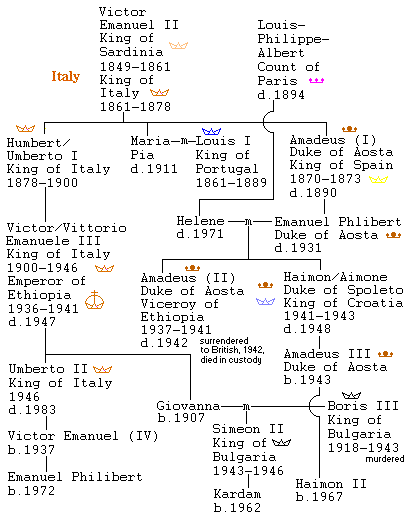 Victor
Emanuel II
King of
Sardinia
1849-1861
King of
Italy
1861-1878
Louis-
Philippe-
Albert
Count of
Paris
d.1894
Italy
Humbert/
Umberto I
King of Italy
1878-1900
Maria-m-Louis I
Pia
d.1911
King of
Portugal
1861-1889
Amadeus (I)
Duke of Aosta
King of Spain
1870-1873
d.1890
Helene-m-Emanuel Phlibert
d.1971
Duke of Aosta
d.1931
Victor/Vittorio
Emanuele III
King of Italy
1900-1946
Emperor of
Ethiopia
1936-1941
d.1947
Amadeus (II)
Duke of Aosta
Viceroy of
Ethiopia
1937-1941
d.1942
surrendered
to British, 1942,
died in custody
Haimon/Aimone
Duke of Spoleto
King of Croatia
1941-1943
d.1948
Amadeus III
Duke of Aosta
b.1943
Umberto II
King of Italy
1946
d.1983
Giovanna-m-Boris III
b.1907
King of
Bulgaria
1918-1943
murdered
Victor Emanuel (IV)
b.1937
Simeon II
King of
Bulgaria
1943-1946
Emanuel Philibert
b.1972
Kardam
b.1962
Haimon II
b.1967